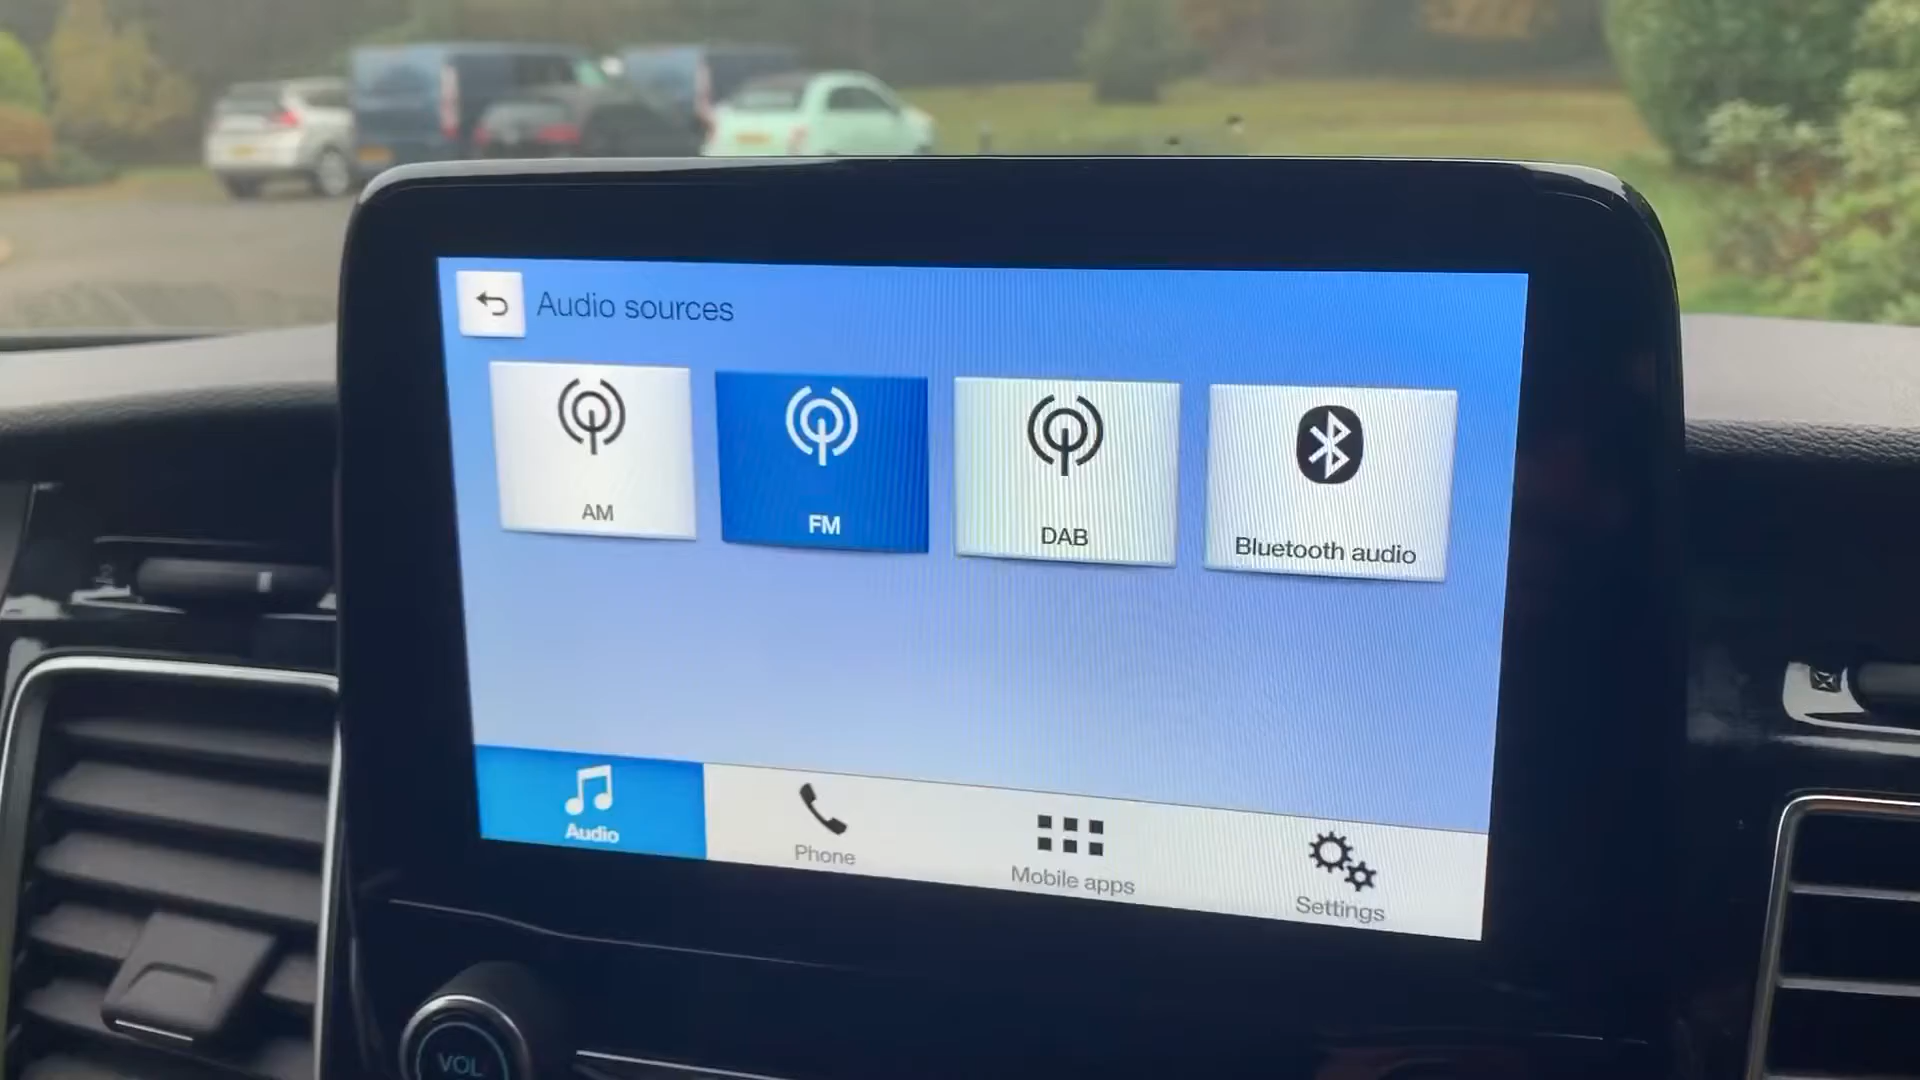 Audio sources
AM
FM
DAB
Bluetooth audio
Audio
Phone
Mobile apps
Settings
VOL